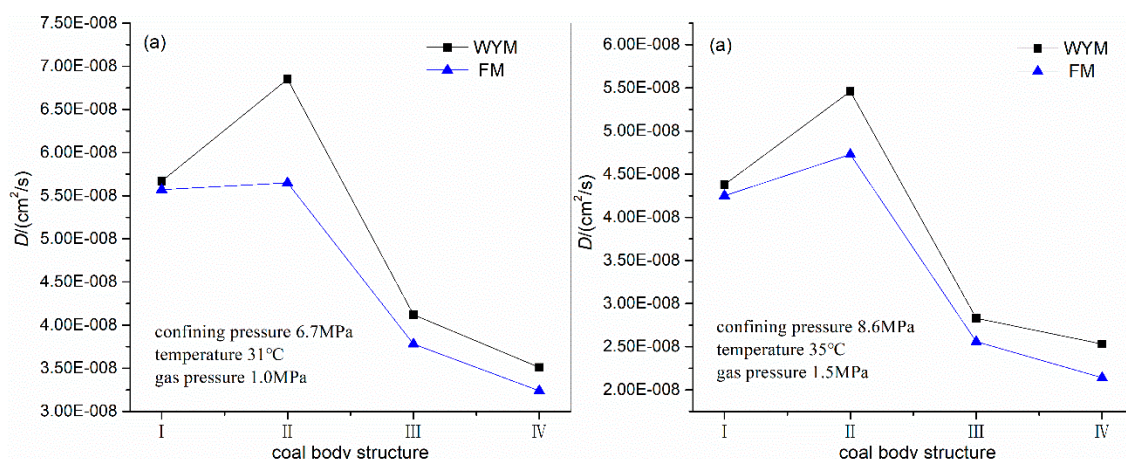 (a)
WYM
FM
7.50E-008
7.00E-008
6.50E-008
6.00E-008
5.50E-008
5.00E-008
4.50E-008
4.00E-008
3.50E-008
3.00E-008
D/(cm²/s)
confining pressure 6.7MPa
temperature 31℃
gas pressure 1.0MPa
I II III IV
coal body structure
(a)
WYM
FM
6.00E-008
5.50E-008
5.00E-008
4.50E-008
4.00E-008
3.50E-008
3.00E-008
2.50E-008
2.00E-008
D/(cm²/s)
confining pressure 8.6MPa
temperature 35℃
gas pressure 1.5MPa
I II III IV
coal body structure